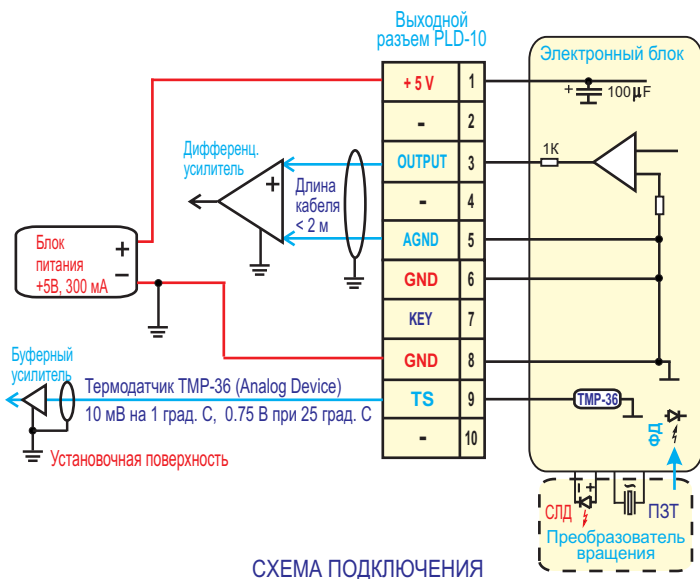 Выходной
разъем PLD-10
Электронный блок
+ 5 V 1
- 2
OUTPUT 3
- 4
AGND 5
GND 6
KEY 7
GND 8
TS 9
- 10
+
100μF
1К
Дифференц.
усилитель
+
Длина
кабеля
< 2 м
Блок
питания
+5В, 300 мА
+
−
Буферный
усилитель
Термодатчик TMP-36 (Analog Device)
10 мВ на 1 град. С, 0.75 В при 25 град. С
Установочная поверхность
TMP-36
ФД
− +
СЛД
ПЗТ
Преобразователь
вращения
СХЕМА ПОДКЛЮЧЕНИЯ